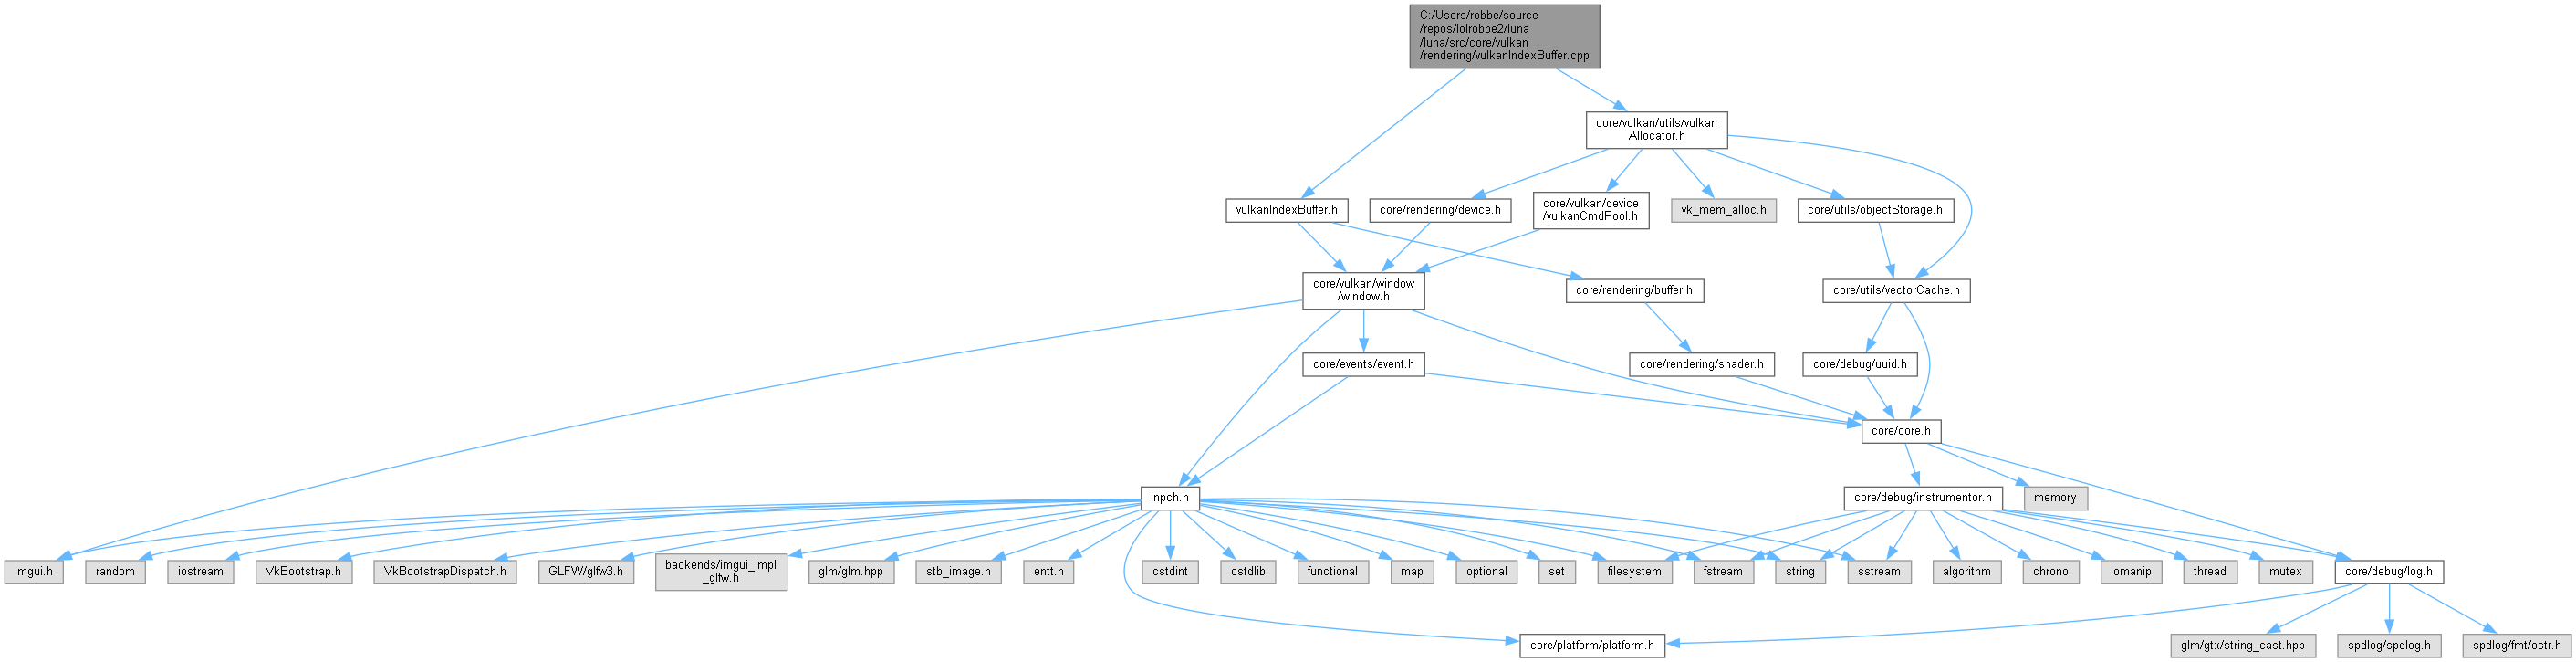 C:/Users/robbe/source
/repos/lolrobbe2/luna
/luna/src/core/vulkan
/rendering/vulkanIndexBuffer.cpp
core/vulkan/utils/vulkan
Allocator.h
vulkanIndexBuffer.h
core/rendering/device.h
core/vulkan/device
/vulkanCmdPool.h
vk_mem_alloc.h
core/utils/objectStorage.h
core/vulkan/window
/window.h
core/rendering/buffer.h
core/utils/vectorCache.h
core/events/event.h
core/rendering/shader.h
core/debug/uuid.h
core/core.h
lnpch.h
core/debug/instrumentor.h
memory
imgui.h
random
iostream
VkBootstrap.h
VkBootstrapDispatch.h
GLFW/glfw3.h
backends/imgui_impl
_glfw.h
glm/glm.hpp
stb_image.h
entt.h
cstdint
cstdlib
functional
map
optional
set
filesystem
fstream
string
sstream
algorithm
chrono
iomanip
thread
mutex
core/debug/log.h
core/platform/platform.h
glm/gtx/string_cast.hpp
spdlog/spdlog.h
spdlog/fmt/ostr.h